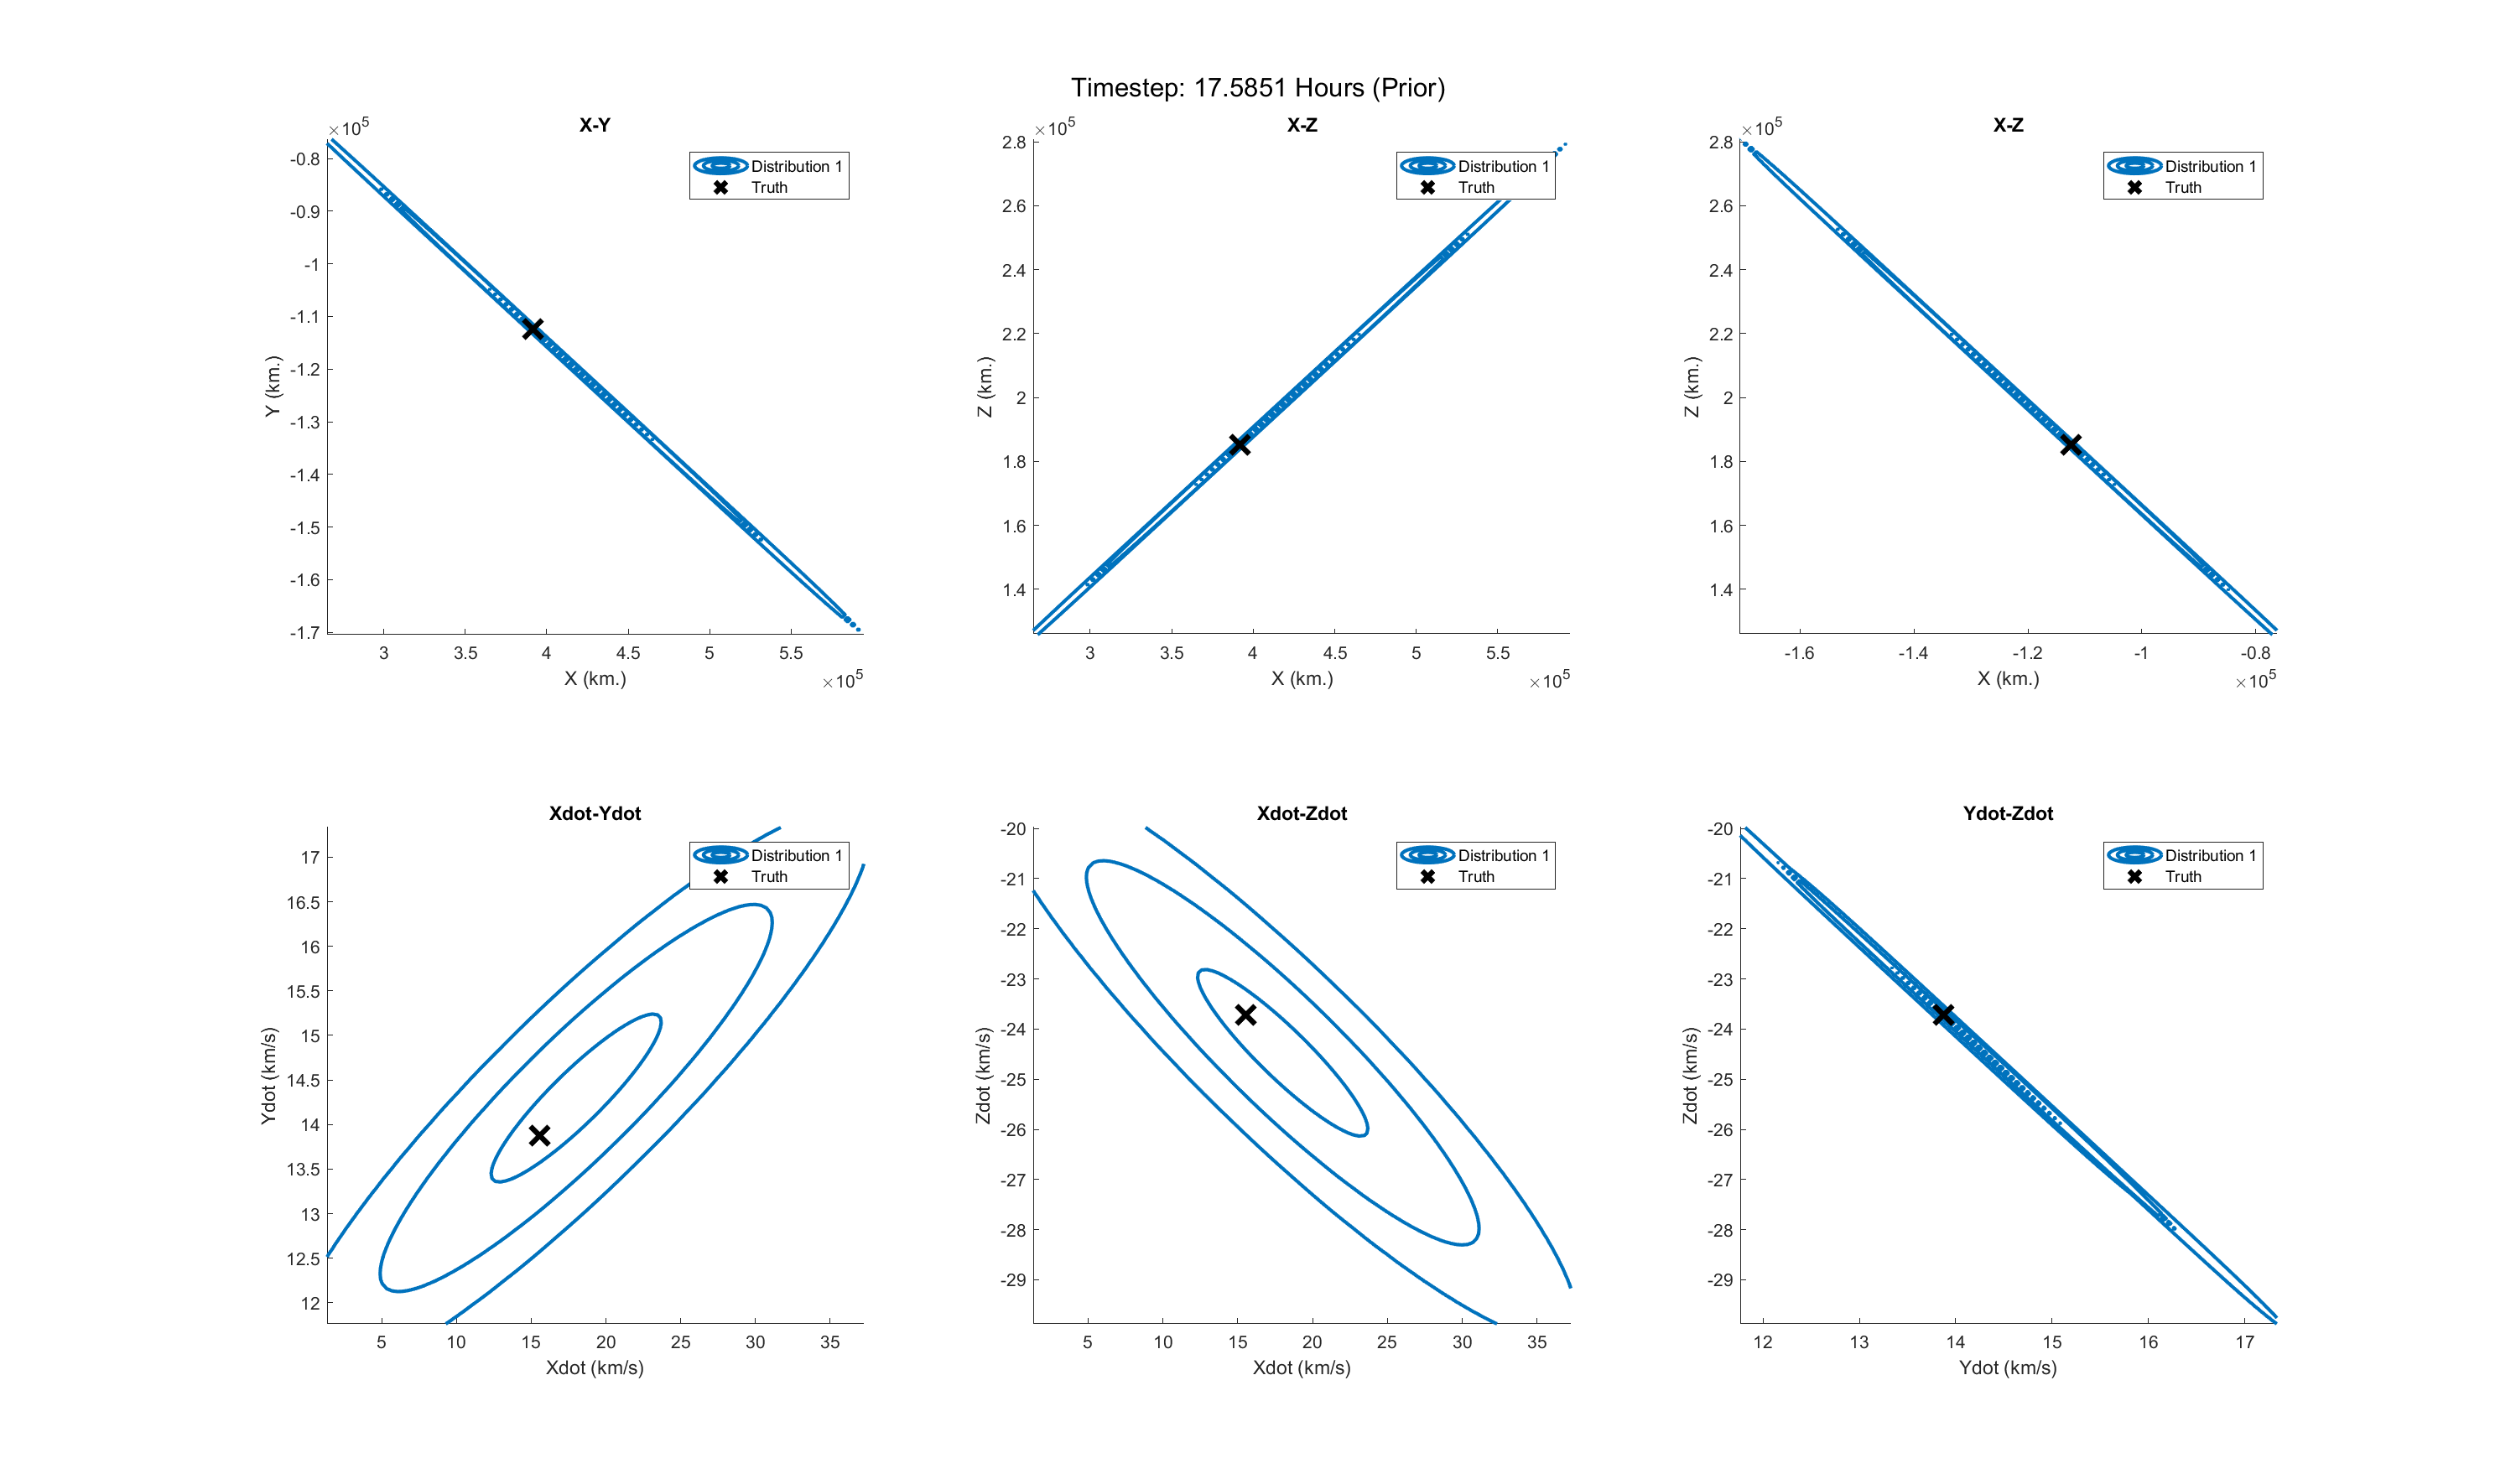 Timestep: 17.5851 Hours (Prior)
X-Y
×10^5
-0.8
-0.9
-1
-1.1
-1.2
-1.3
-1.4
-1.5
-1.6
-1.7
Y (km.)
3 3.5 4 4.5 5 5.5
X (km.)
×10^5
Distribution 1
Truth
X-Z
×10^5
2.8
2.6
2.4
2.2
2
1.8
1.6
1.4
Z (km.)
3 3.5 4 4.5 5 5.5
X (km.)
×10^5
Distribution 1
Truth
X-Z
×10^5
2.8
2.6
2.4
2.2
2
1.8
1.6
1.4
Z (km.)
-1.6 -1.4 -1.2 -1 -0.8
X (km.)
×10^5
Distribution 1
Truth
Xdot-Ydot
17
16.5
16
15.5
15
14.5
14
13.5
13
12.5
12
Ydot (km/s)
5 10 15 20 25 30 35
Xdot (km/s)
Distribution 1
Truth
Xdot-Zdot
-20
-21
-22
-23
-24
-25
-26
-27
-28
-29
Zdot (km/s)
5 10 15 20 25 30 35
Xdot (km/s)
Distribution 1
Truth
Ydot-Zdot
-20
-21
-22
-23
-24
-25
-26
-27
-28
-29
Zdot (km/s)
12 13 14 15 16 17
Ydot (km/s)
Distribution 1
Truth